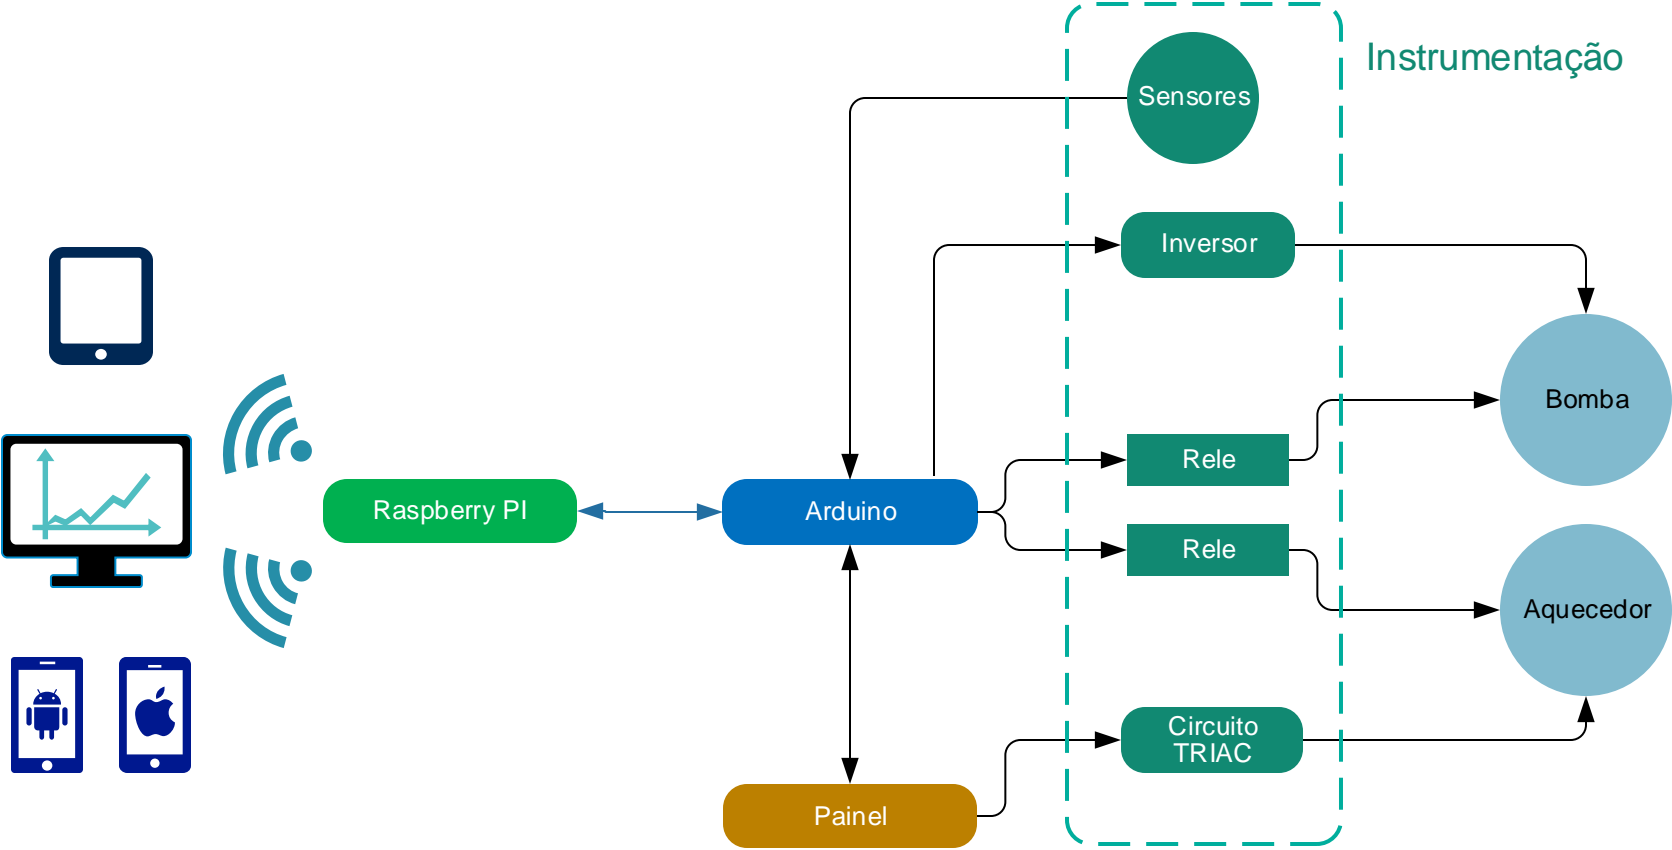 Instrumentação
Sensores
Inversor
Bomba
Rele
Raspberry PI
Arduino
Rele
Aquecedor
Circuito
TRIAC
Painel